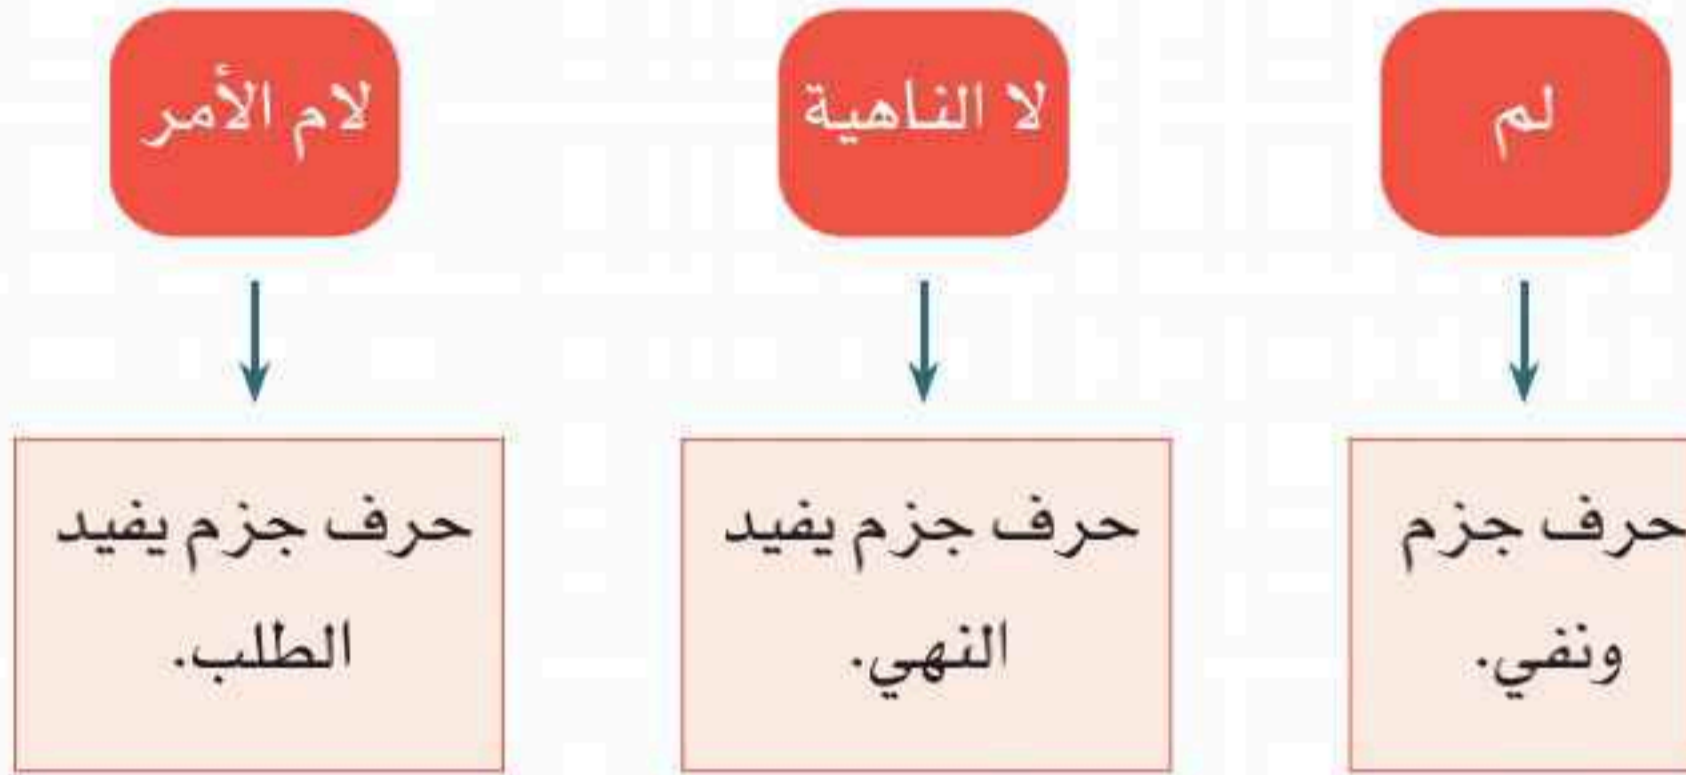 لم
لا الناهية
لام الأمر
حرف جزم
ونفي.
حرف جزم يفيد
النهي.
حرف جزم يفيد
الطلب.